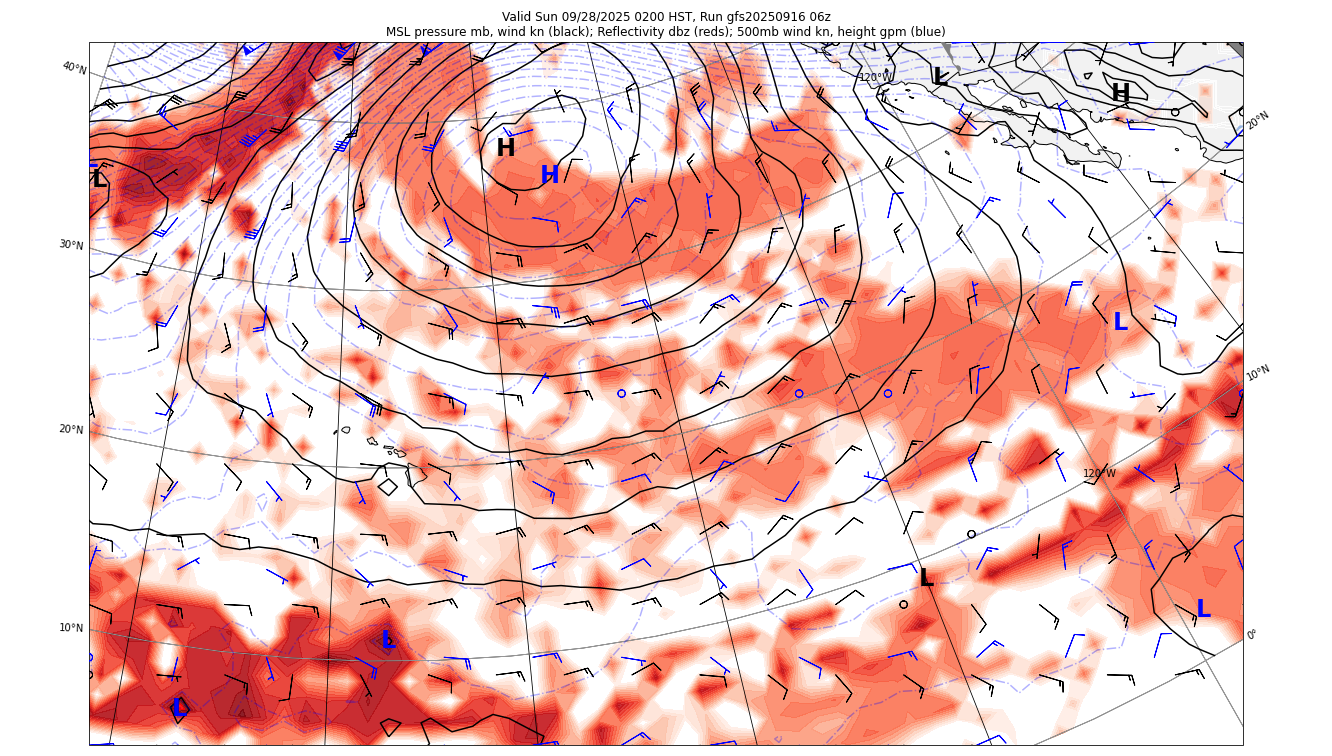 Valid Sun 09/28/2025 0200 HST, Run gfs20250916 06z
MSL pressure mb, wind kn (black); Reflectivity dbz (reds); 500mb wind kn, height gpm (blue)
40°N
120°W
L
H
20°N
H
H
L
30°N
L
10°N
20°N
120°W
L
L
10°N
0°
L
L